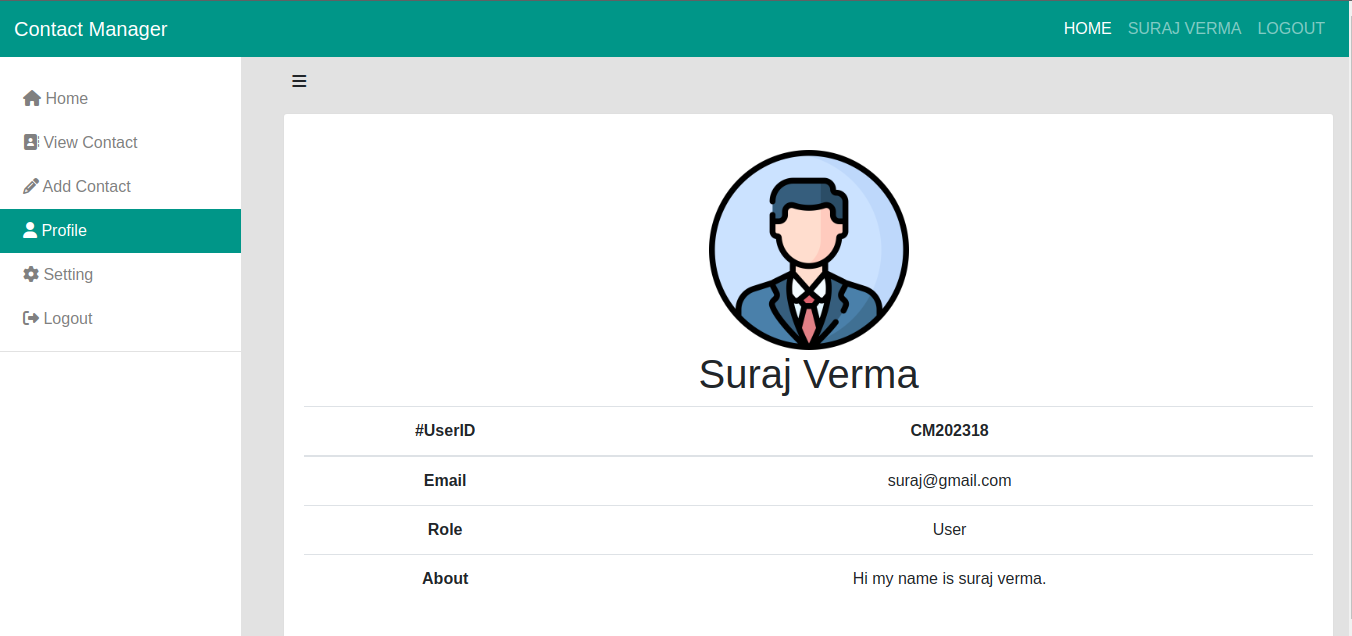 Contact Manager
HOME SURAJ VERMA LOGOUT
Home
View Contact
Add Contact
Profile
Setting
Logout
Suraj Verma
#UserID CM202318
Email suraj@gmail.com
Role User
About Hi my name is suraj verma.